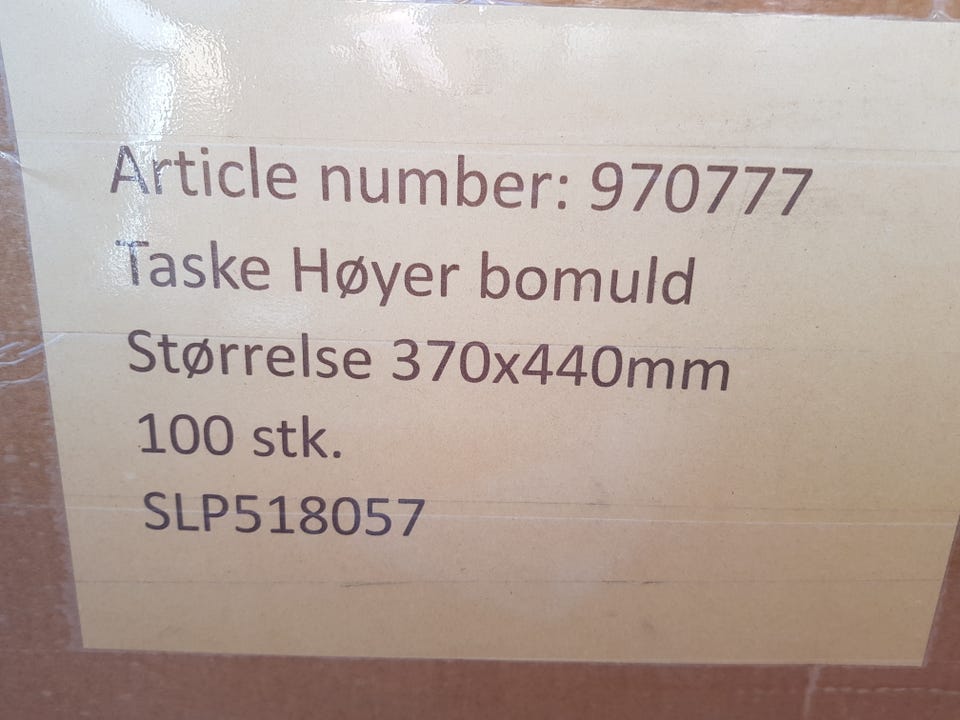 Article number: 970777
Taske Høyer bomuld
Størrelse 370x440mm
100 stk.
SLP518057